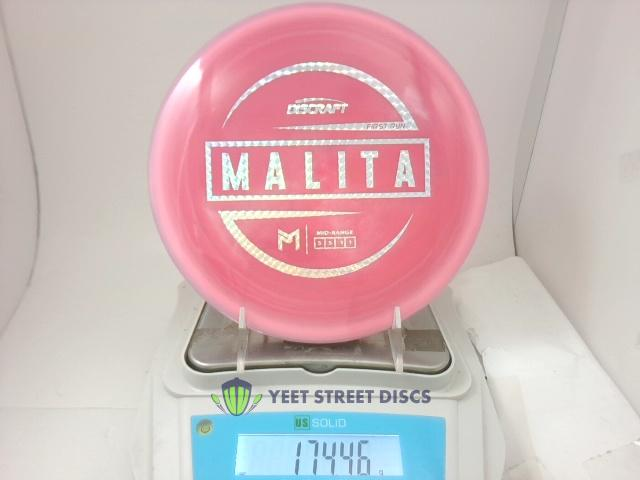 DISCRAFT
FIRST RUN
MALITA
MID-RANGE
YEET STREET DISCS
US SOLID
174.46 g